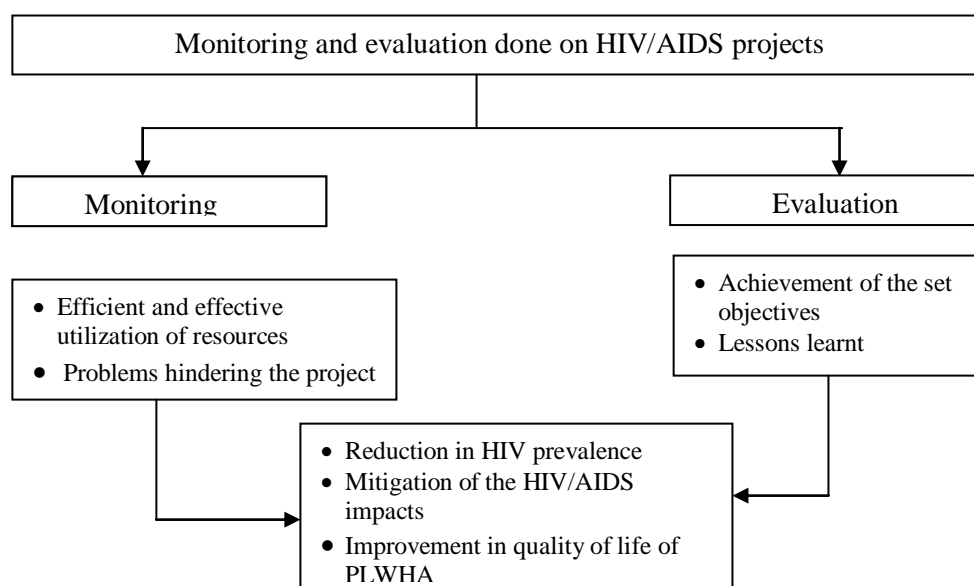 Monitoring and evaluation done on HIV/AIDS projects
Monitoring
Evaluation
• Efficient and effective
utilization of resources
• Problems hindering the project
• Achievement of the set
objectives
• Lessons learnt
• Reduction in HIV prevalence
• Mitigation of the HIV/AIDS
impacts
• Improvement in quality of life of
PLWHA